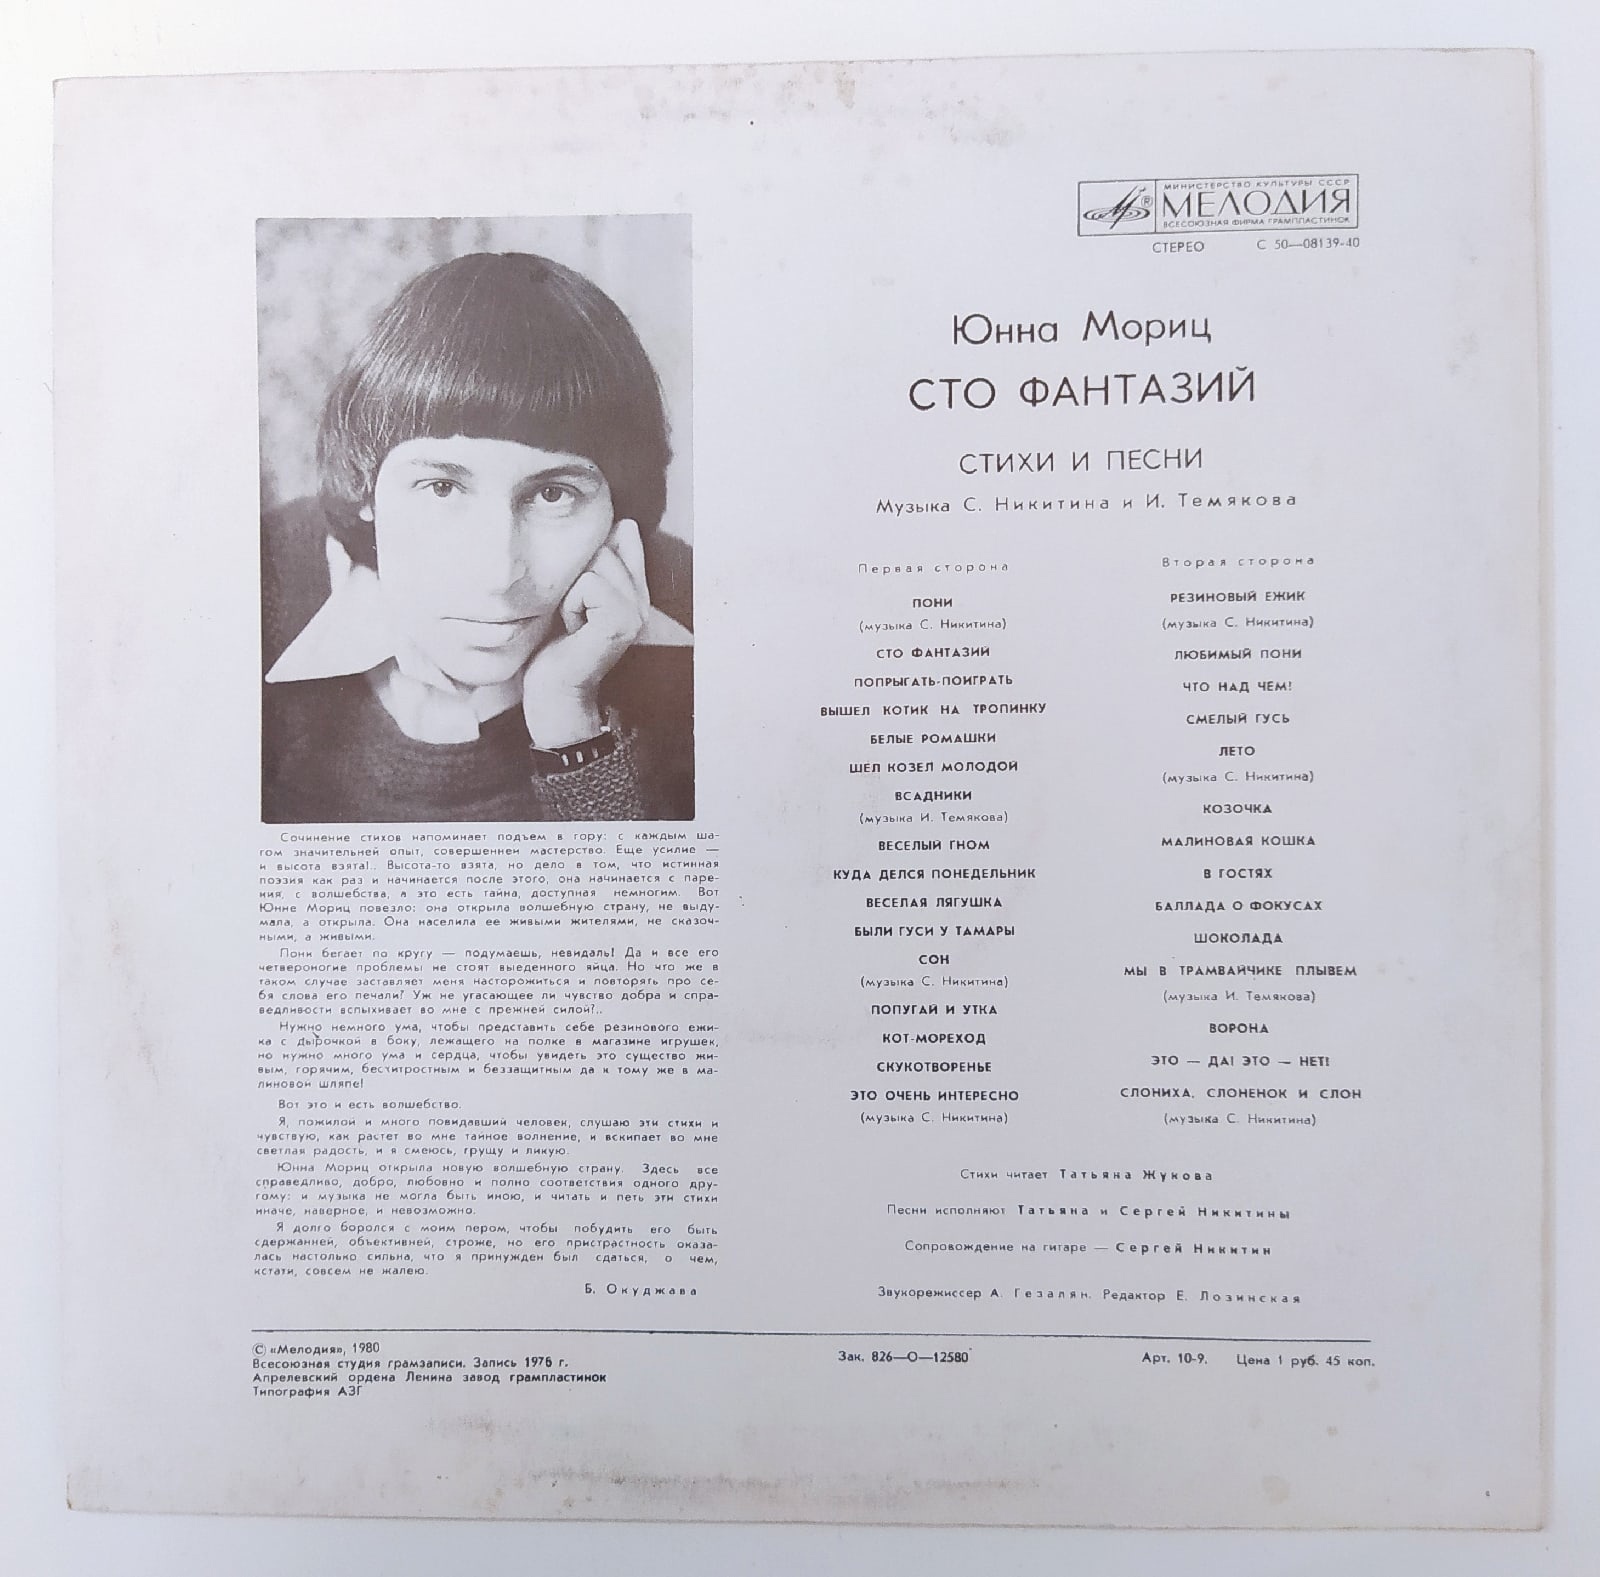 МИНИСТЕРСТВО КУЛЬТУРЫ СССР
МЕЛОДИЯ
ВСЕСОЮЗНАЯ ФИРМА ГРАМПЛАСТИНОК
СТЕРЕО С 50—08139-40
Юнна Мориц
СТО ФАНТАЗИЙ
СТИХИ И ПЕСНИ
Музыка С. Никитина и И. Темякова
Первая сторона
ПОНИ
(музыка С. Никитина)
СТО ФАНТАЗИЙ
ПОПРЫГАТЬ-ПОИГРАТЬ
ВЫШЕЛ КОТИК НА ТРОПИНКУ
БЕЛЫЕ РОМАШКИ
ШЕЛ КОЗЕЛ МОЛОДОЙ
ВСАДНИКИ
(музыка И. Темякова)
ВЕСЕЛЫЙ ГНОМ
КУДА ДЕЛСЯ ПОНЕДЕЛЬНИК
ВЕСЕЛАЯ ЛЯГУШКА
БЫЛИ ГУСИ У ТАМАРЫ
СОН
(музыка С. Никитина)
ПОПУГАЙ И УТКА
КОТ-МОРЕХОД
СКУКОТВОРЕНЬЕ
ЭТО ОЧЕНЬ ИНТЕРЕСНО
(музыка С. Никитина)
Вторая сторона
РЕЗИНОВЫЙ ЕЖИК
(музыка С. Никитина)
ЛЮБИМЫЙ ПОНИ
ЧТО НАД ЧЕМ!
СМЕЛЫЙ ГУСЬ
ЛЕТО
(музыка С. Никитина)
КОЗОЧКА
МАЛИНОВАЯ КОШКА
В ГОСТЯХ
БАЛЛАДА О ФОКУСАХ
ШОКОЛАДА
МЫ В ТРАМВАЙЧИКЕ ПЛЫВЕМ
(музыка И. Темякова)
ВОРОНА
ЭТО — ДА! ЭТО — НЕТ!
СЛОНИХА, СЛОНЕНОК И СЛОН
(музыка С. Никитина)
Стихи читает Татьяна Жукова
Песни исполняют Татьяна и Сергей Никитины
Сопровождение на гитаре — Сергей Никитин
Звукорежиссер А. Гезалян. Редактор Е. Лозинская
Сочинение стихов напоминает подъем в гору: с каждым ша-
гом значительней опыт, совершенней мастерство. Еще усилие —
и высота взята!.. Высота-то взята, но дело в том, что истинная
поэзия как раз и начинается после этого, она начинается с паре-
ния, с волшебства, а это есть тайна, доступная немногим. Вот
Юнне Мориц повезло: она открыла волшебную страну, не выду-
мала, а открыла. Она населила ее живыми жителями, не сказоч-
ными, а живыми.
Пони бегает по кругу — подумаешь, невидаль! Да и все его
четвероногие проблемы не стоят выеденного яйца. Но что же в
таком случае заставляет меня насторожиться и повторять про се-
бя слова его печали? Уж не угасающее ли чувство добра и спра-
ведливости вспыхивает во мне с прежней силой?..
Нужно немного ума, чтобы представить себе резинового ежи-
ка с дырочкой в боку, лежащего на полке в магазине игрушек,
но нужно много ума и сердца, чтобы увидеть это существо жи-
вым, горячим, бесхитростным и беззащитным да к тому же в ма-
линовой шляпе!
Вот это и есть волшебство.
Я, пожилой и много повидавший человек, слушаю эти стихи и
чувствую, как растет во мне тайное волнение, и вскипает во мне
светлая радость, и я смеюсь, грущу и ликую.
Юнна Мориц открыла новую волшебную страну. Здесь все
справедливо, добро, любовно и полно соответствия одного дру-
гому: и музыка не могла быть иною, и читать и петь эти стихи
иначе, наверное, и невозможно.
Я долго боролся с моим пером, чтобы побудить его быть
сдержанней, объективней, строже, но его пристрастность оказа-
лась настолько сильна, что я принужден был сдаться, о чем,
кстати, совсем не жалею.
Б. Окуджава
© «Мелодия», 1980
Всесоюзная студия грамзаписи. Запись 1976 г.
Апрелевский ордена Ленина завод грампластинок
Типография АЗГ
Зак. 826—О—12580
Арт. 10-9. Цена 1 руб. 45 коп.